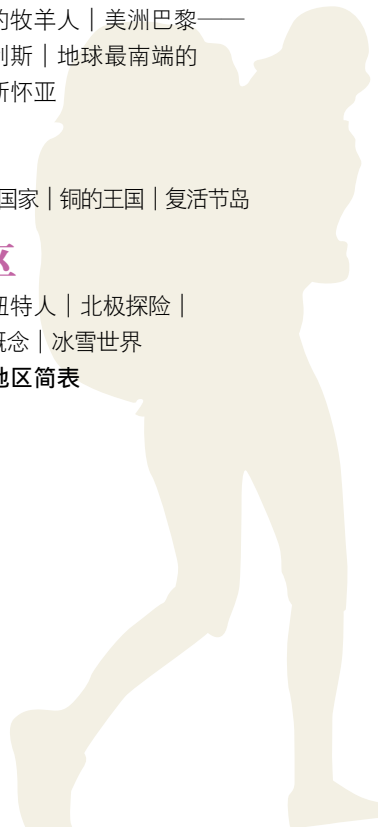 的牧羊人｜美洲巴黎——
利斯｜地球最南端的
斯怀亚
国家｜铜的王国｜复活节岛
区
纽特人｜北极探险｜
概念｜冰雪世界
地区简表